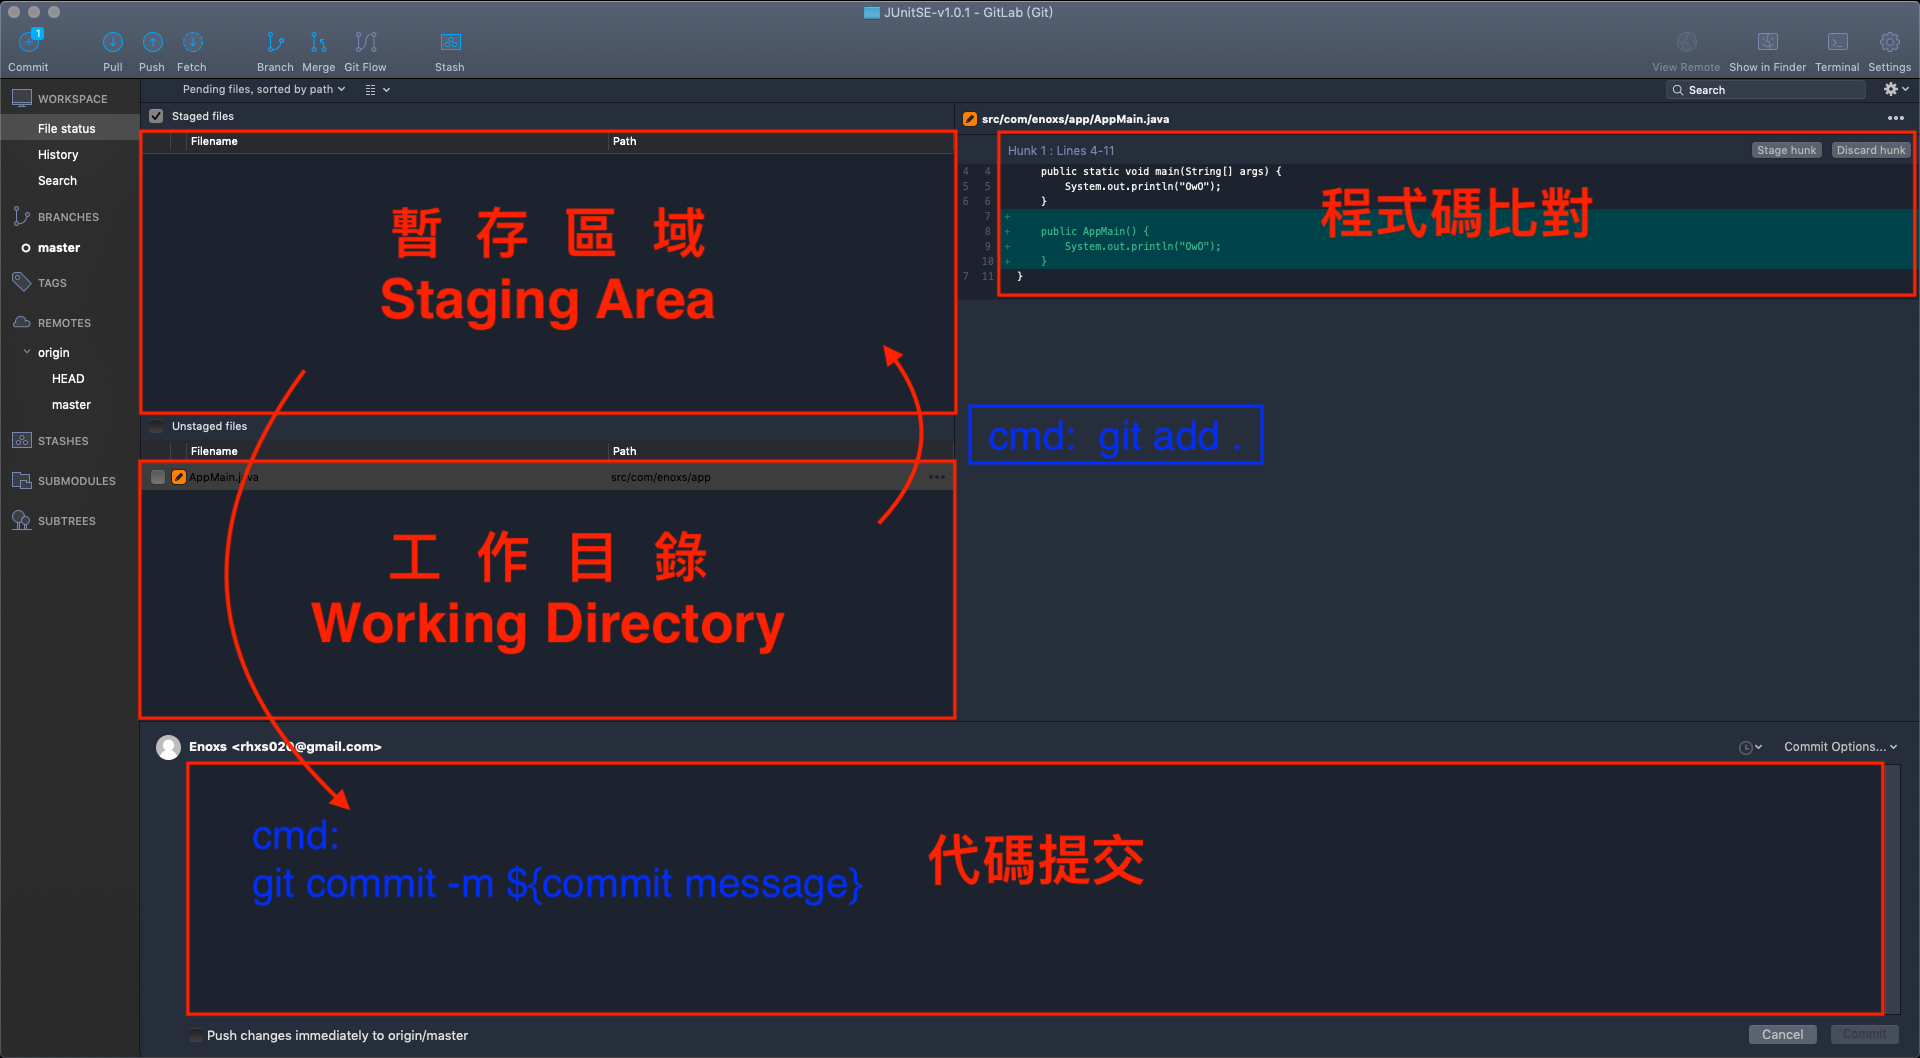 JUnitSE-v1.0.1 - GitLab (Git)
1
Commit Pull Push Fetch Branch Merge Git Flow Stash View Remote Show in Finder Terminal Settings
Pending files, sorted by path
Search
WORKSPACE
File status
History
Search
BRANCHES
master
TAGS
REMOTES
origin
HEAD
master
STASHES
SUBMODULES
SUBTREES
Staged files
Filename Path
暫存區域
Staging Area
Unstaged files
Filename Path
AppMain.java src/com/enoxs/app
工作目錄
Working Directory
src/com/enoxs/app/AppMain.java
Hunk 1 : Lines 4-11
Stage hunk Discard hunk
4 4 public static void main(String[] args) {
5 5 System.out.println("OwO");
6 6 }
7 +
8 + public AppMain() {
9 + System.out.println("OwO");
10 + }
7 11 }
程式碼比對
cmd: git add .
Enoxs <rhxs020@gmail.com>
Commit Options...
cmd:
git commit -m ${commit message}
代碼提交
Push changes immediately to origin/master
Cancel Commit